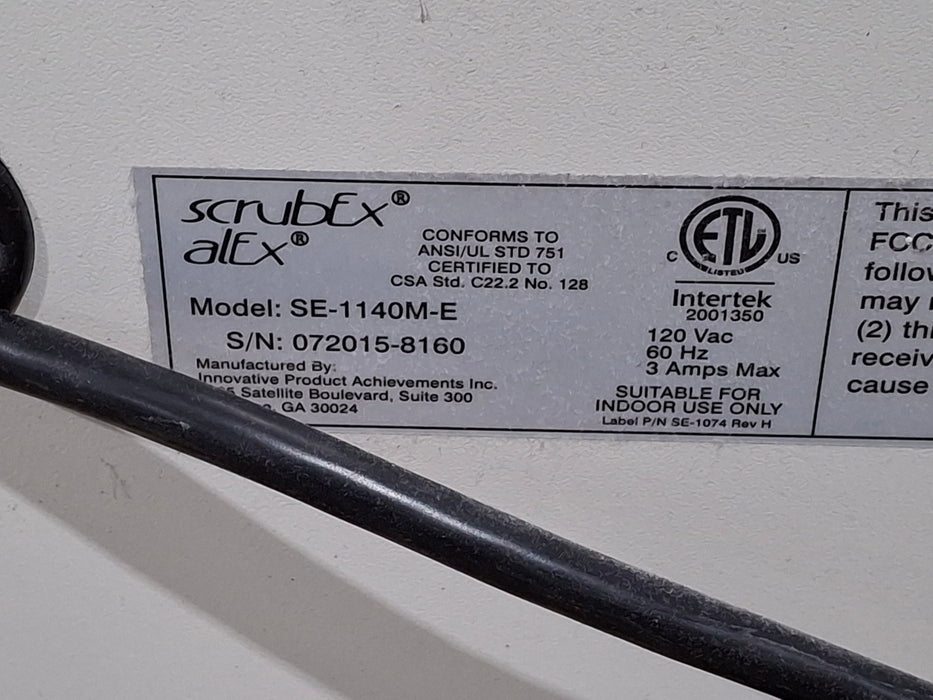 scrubEx®
alEx®
CONFORMS TO
ANSI/UL STD 751
CERTIFIED TO
CSA Std. C22.2 No. 128
Model: SE-1140M-E
S/N: 072015-8160
Manufactured By:
Innovative Product Achievements Inc.
Satellite Boulevard, Suite 300
GA 30024
ETL
C US
LISTED
Intertek
2001350
120 Vac
60 Hz
3 Amps Max
SUITABLE FOR
INDOOR USE ONLY
Label P/N SE-1074 Rev H
This
FCC
follow
may
(2) thi
receiv
cause